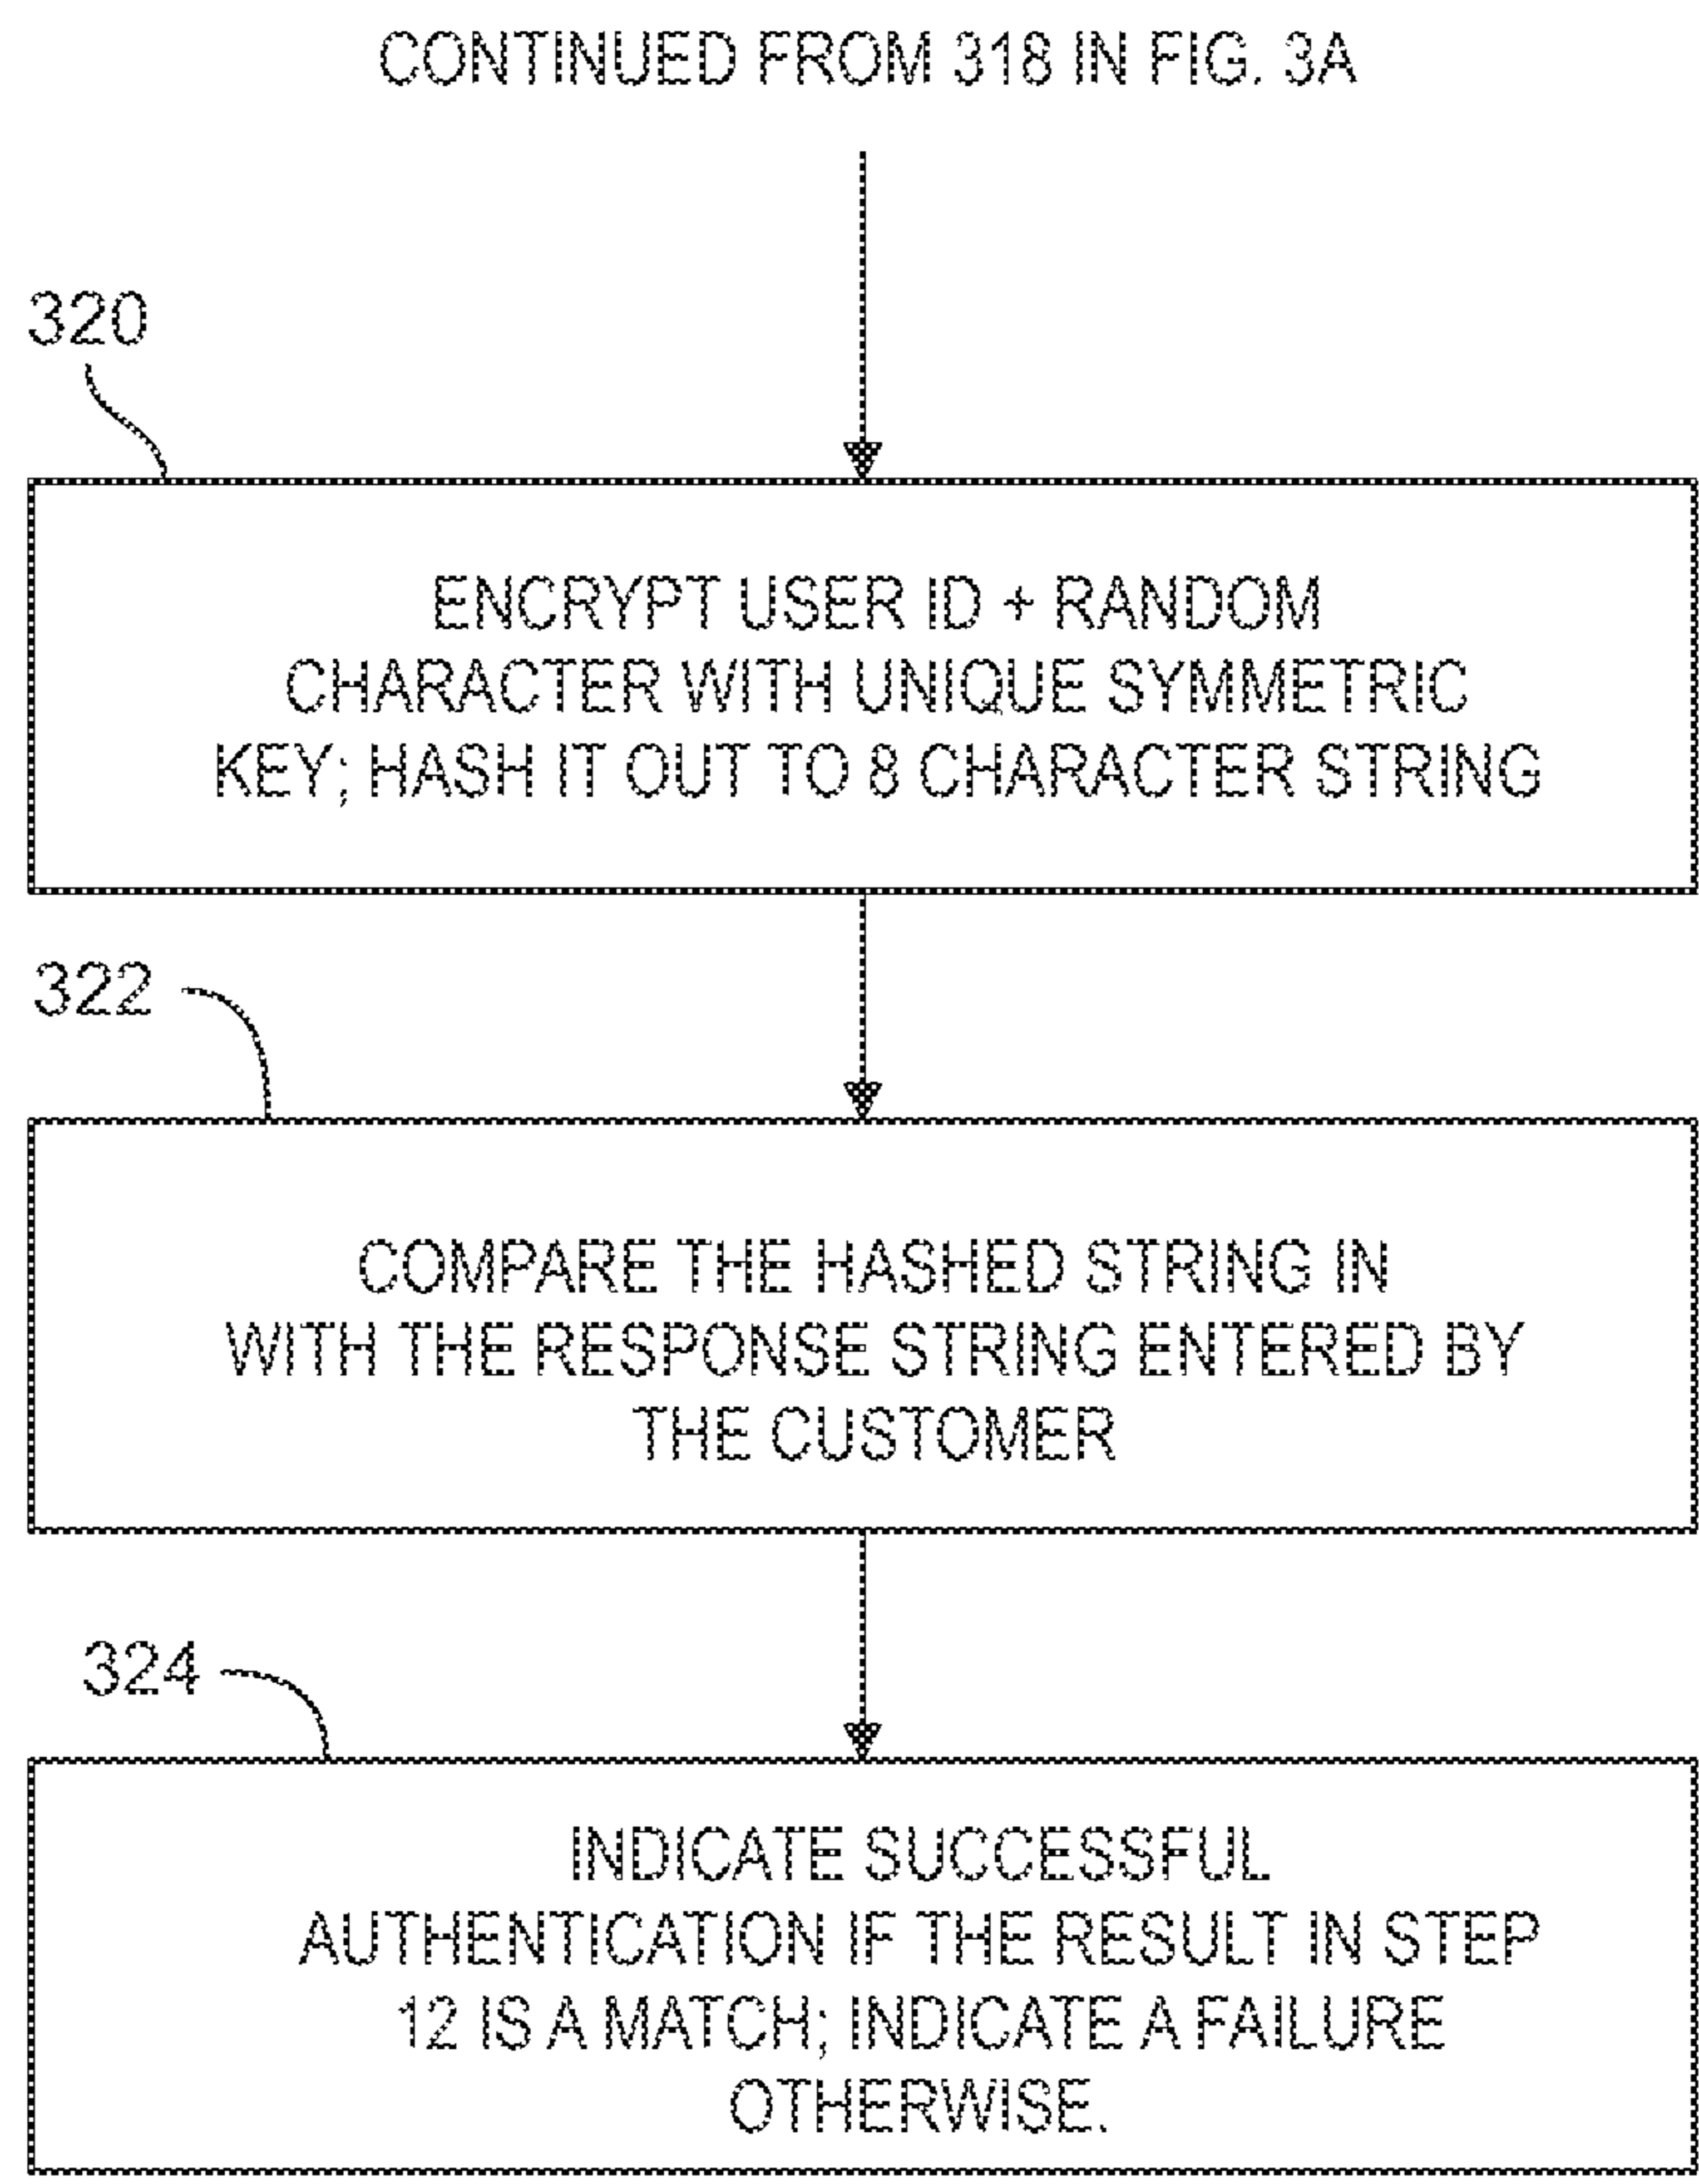 CONTINUED FROM 318 IN FIG. 3A
320
ENCRYPT USER ID + RANDOM
CHARACTER WITH UNIQUE SYMMETRIC
KEY; HASH IT OUT TO 8 CHARACTER STRING
322
COMPARE THE HASHED STRING IN
WITH THE RESPONSE STRING ENTERED BY
THE CUSTOMER
324
INDICATE SUCCESSFUL
AUTHENTICATION IF THE RESULT IN STEP
12 IS A MATCH; INDICATE A FAILURE
OTHERWISE.